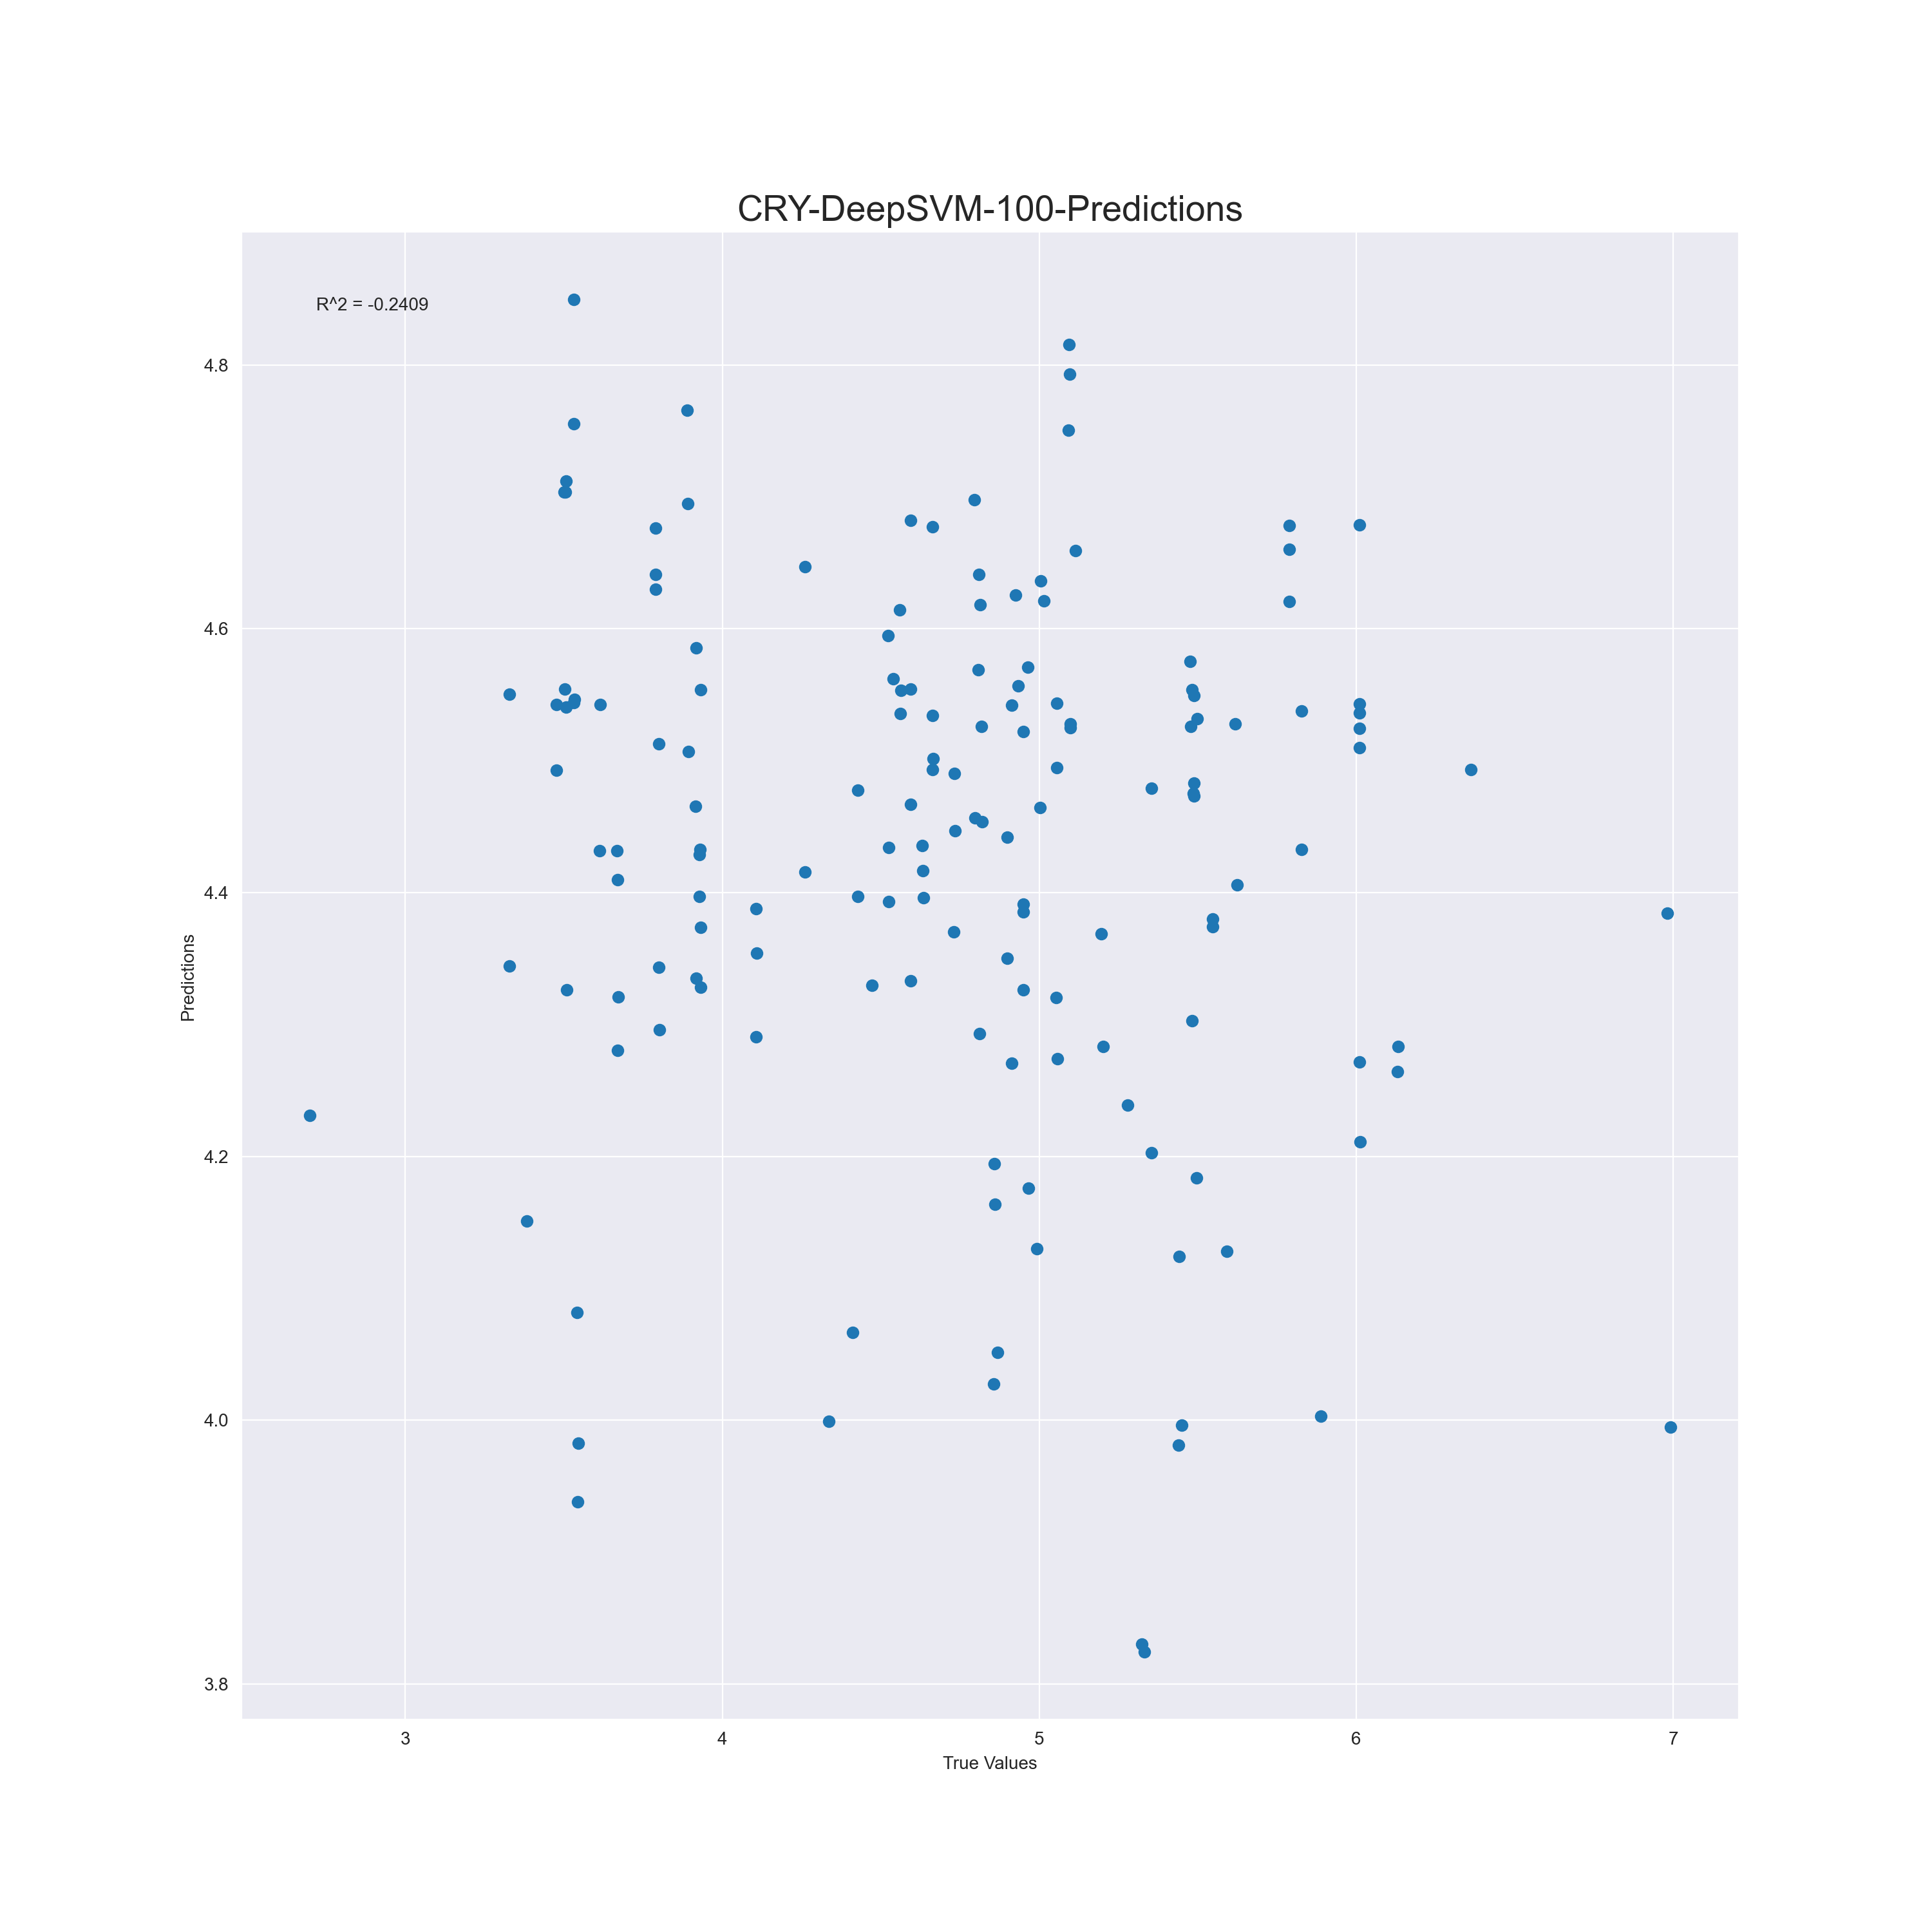 CRY-DeepSVM-100-Predictions
R^2 = -0.2409
4.8
4.6
4.4
4.2
4.0
3.8
Predictions
3 4 5 6 7
True Values